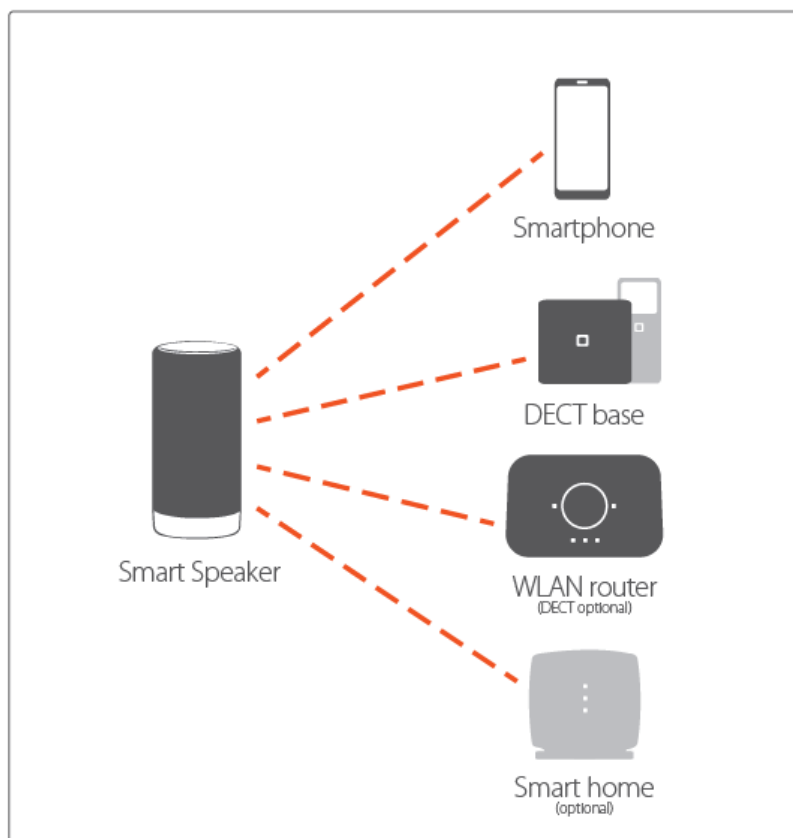 Smartphone
DECT base
Smart Speaker
WLAN router
(DECT optional)
Smart home
(optional)